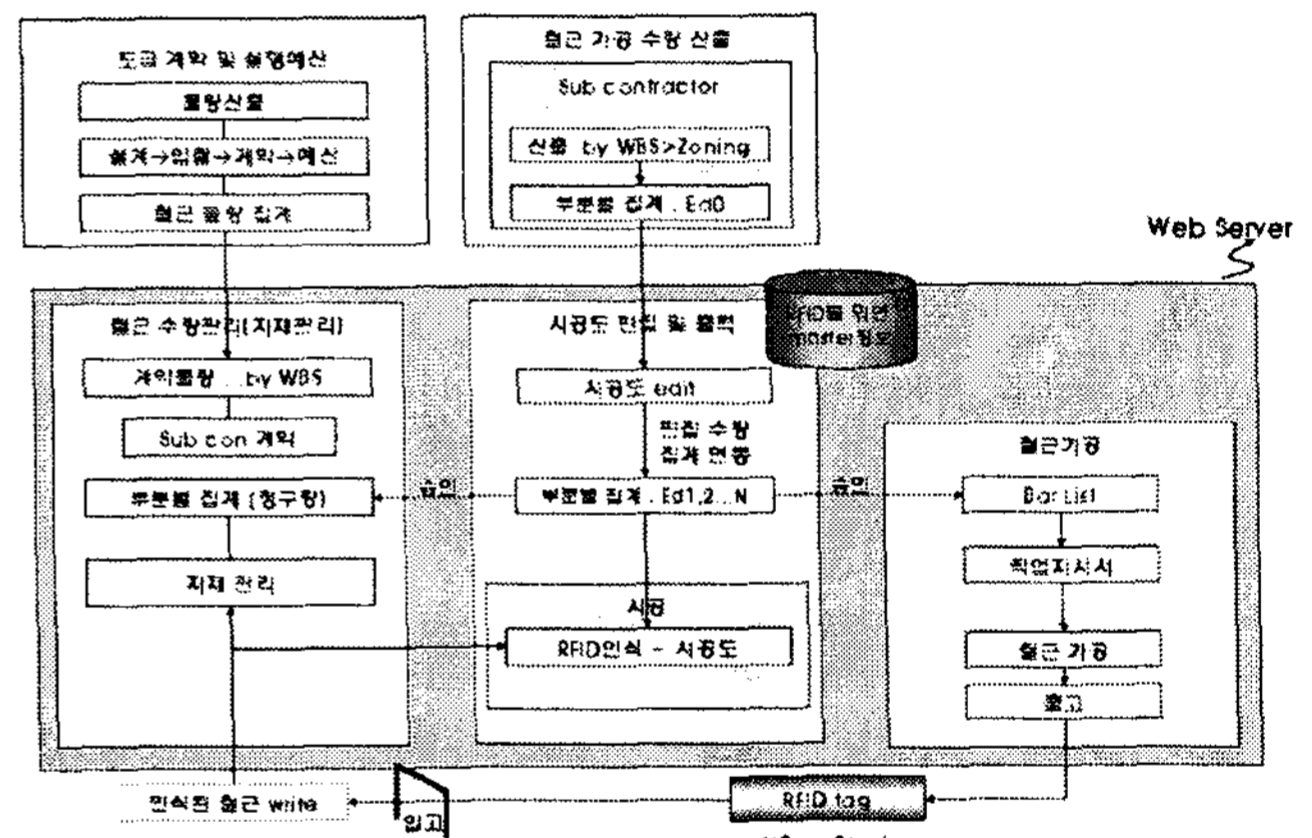 도급 계약 및 실행예산
물량산출
설계→입찰→계약→예산
철근 물량 집계
철근 가공 수량 산출
Sub contractor
산출 by WBS>Zoning
부분별 집계 . Ed0
Web Server
철근 수량관리(자재관리)
계약물량 ...by WBS
Sub con 계약
부분별 집계 (청구량)
자재 관리
시공도 편집 및 출력
시공도 edit
편집 수량
집계 연동
부분별 집계 . Ed1,2...N
승인
승인
시공
RFID인식 - 시공도
RFID를 위한
master정보
철근가공
Bar List
작업지시서
철근 가공
출고
인식된 철근 write
입고
RFID tag